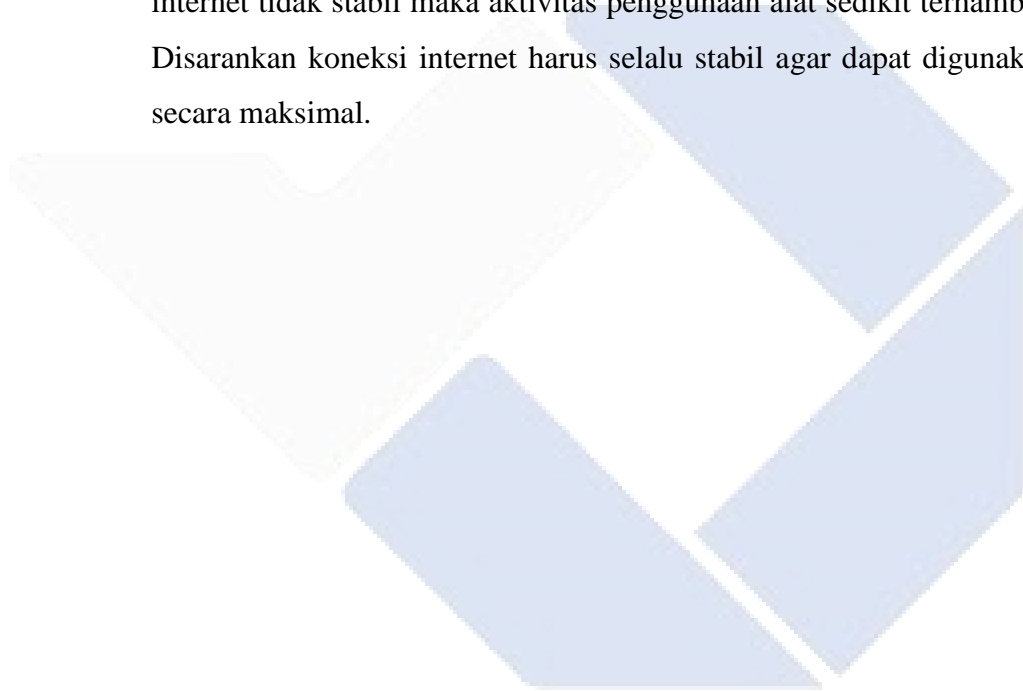 internet tidak stabil maka aktivitas penggunaan alat sedikit ternamb
Disarankan koneksi internet harus selalu stabil agar dapat digunak
secara maksimal.